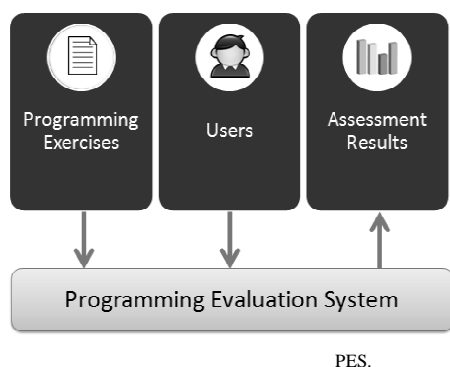 Programming
Exercises
Users
Assessment
Results
Programming Evaluation System
PES.